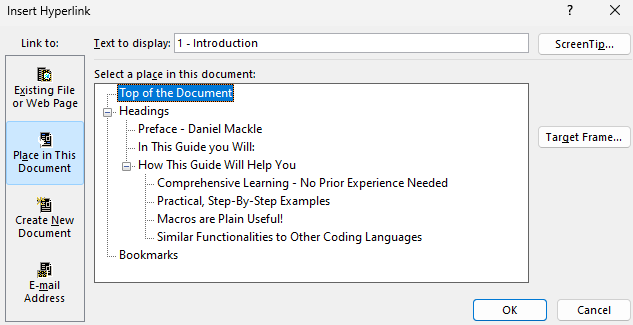 Insert Hyperlink
?
Link to:
Text to display: 1 - Introduction
ScreenTip...
Select a place in this document:
Existing File
or Web Page
Place in This
Document
Create New
Document
E-mail
Address
Top of the Document
Headings
Preface - Daniel Mackle
In This Guide you Will:
How This Guide Will Help You
Comprehensive Learning - No Prior Experience Needed
Practical, Step-By-Step Examples
Macros are Plain Useful!
Similar Functionalities to Other Coding Languages
Bookmarks
Target Frame...
OK
Cancel